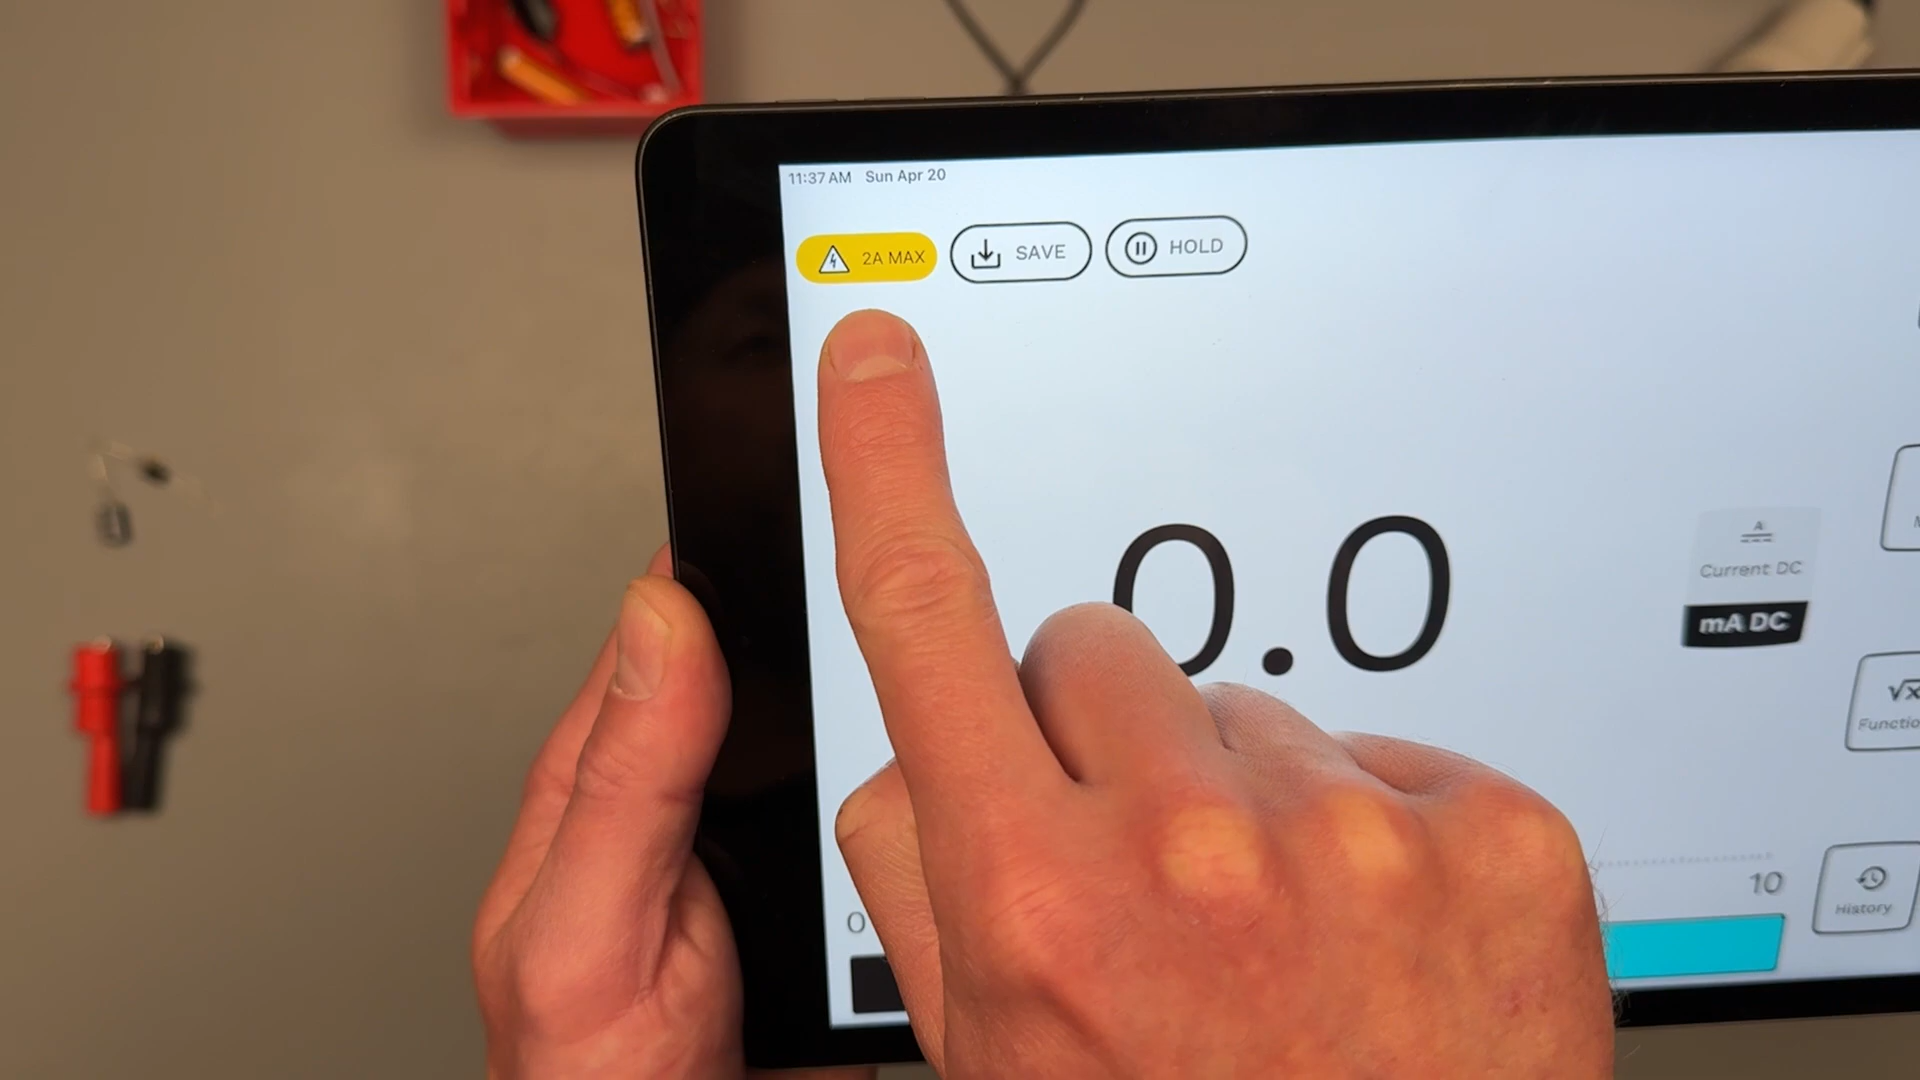 11:37 AM Sun Apr 20
2A MAX
SAVE
HOLD
0.0
Current DC
mA DC
10
History
0